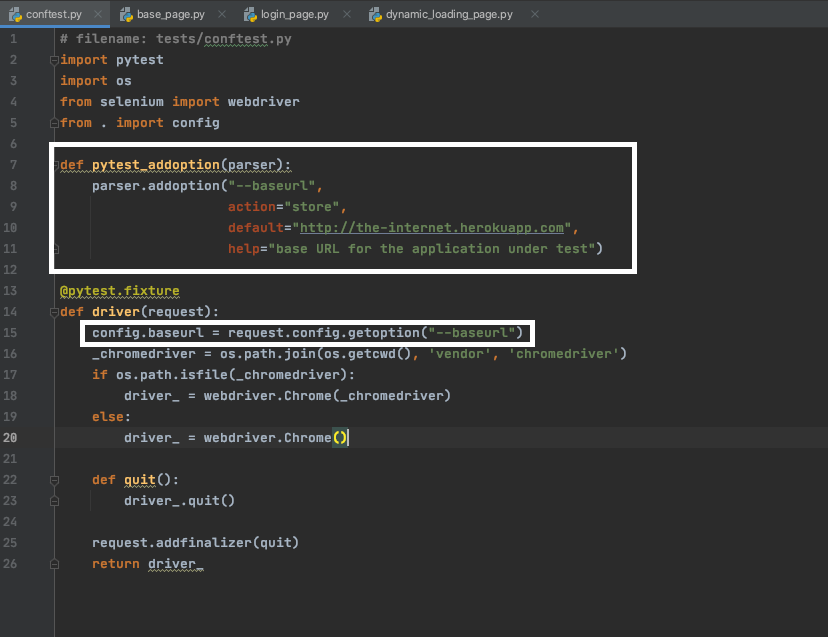 conftest.py base_page.py login_page.py dynamic_loading_page.py
1 # filename: tests/conftest.py
2 import pytest
3 import os
4 from selenium import webdriver
5 from . import config
6
7 def pytest_addoption(parser):
8 parser.addoption("--baseurl",
9 action="store",
10 default="http://the-internet.herokuapp.com",
11 help="base URL for the application under test")
12
13 @pytest.fixture
14 def driver(request):
15 config.baseurl = request.config.getoption("--baseurl")
16 _chromedriver = os.path.join(os.getcwd(), 'vendor', 'chromedriver')
17 if os.path.isfile(_chromedriver):
18 driver_ = webdriver.Chrome(_chromedriver)
19 else:
20 driver_ = webdriver.Chrome()
21
22 def quit():
23 driver_.quit()
24
25 request.addfinalizer(quit)
26 return driver_